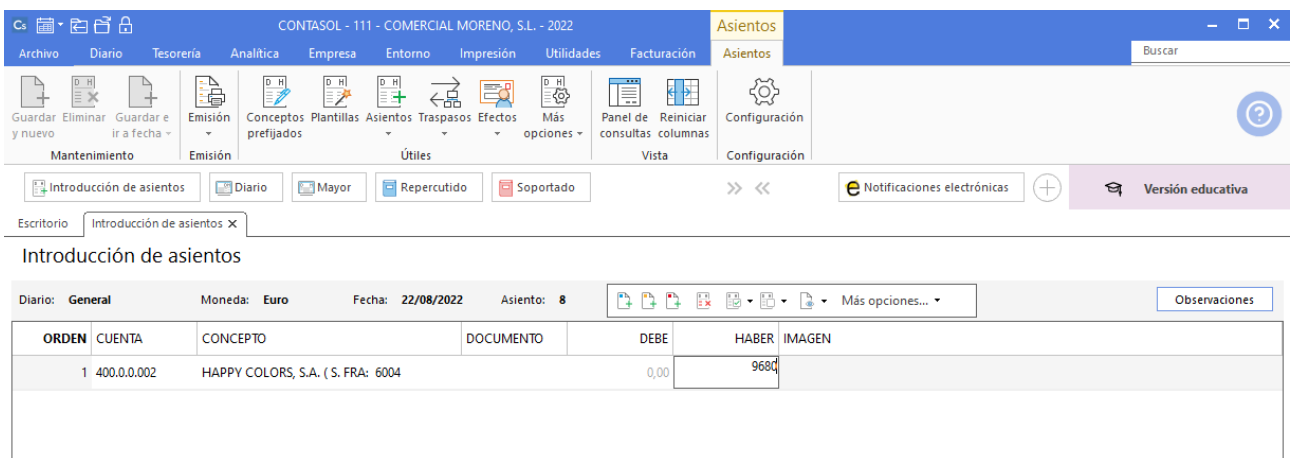 Cs CONTASOL - 111 - COMERCIAL MORENO, S.L. - 2022 Asientos
Archivo Diario Tesorería Analítica Empresa Entorno Impresión Utilidades Facturación Asientos Buscar
D H D H D H D H D H
Guardar Eliminar Guardar e Emisión Conceptos Plantillas Asientos Traspasos Efectos Más Panel de Reiniciar Configuración
y nuevo ir a fecha prefijados opciones consultas columnas
Mantenimiento Emisión Útiles Vista Configuración
Introducción de asientos Diario Mayor Repercutido Soportado Notificaciones electrónicas Versión educativa
Escritorio Introducción de asientos X
Introducción de asientos
Diario: General Moneda: Euro Fecha: 22/08/2022 Asiento: 8 Más opciones... Observaciones
ORDEN CUENTA CONCEPTO DOCUMENTO DEBE HABER IMAGEN
1 400.0.0.002 HAPPY COLORS, S.A. ( S. FRA: 6004 0,00 9680